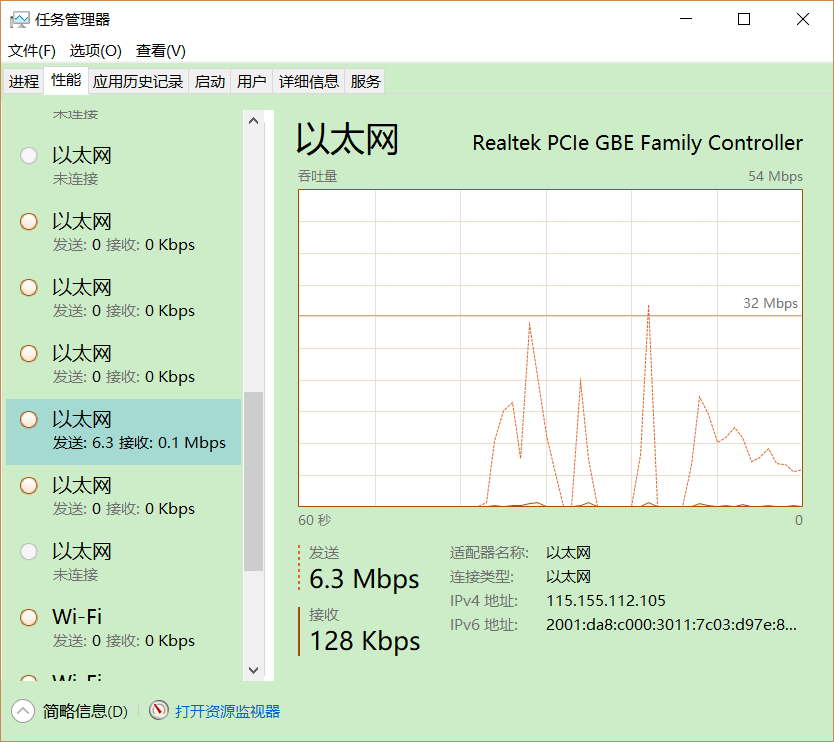 任务管理器
文件(F) 选项(O) 查看(V)
进程 性能 应用历史记录 启动 用户 详细信息 服务
未连接
以太网
未连接
以太网
发送: 0 接收: 0 Kbps
以太网
发送: 0 接收: 0 Kbps
以太网
发送: 0 接收: 0 Kbps
以太网
发送: 6.3 接收: 0.1 Mbps
以太网
发送: 0 接收: 0 Kbps
以太网
未连接
Wi-Fi
发送: 0 接收: 0 Kbps
Wi-Fi
以太网 Realtek PCIe GBE Family Controller
吞吐量 54 Mbps
32 Mbps
60 秒 0
发送
6.3 Mbps
接收
128 Kbps
适配器名称: 以太网
连接类型: 以太网
IPv4 地址: 115.155.112.105
IPv6 地址: 2001:da8:c000:3011:7c03:d97e:8...
简略信息(D) 打开资源监视器